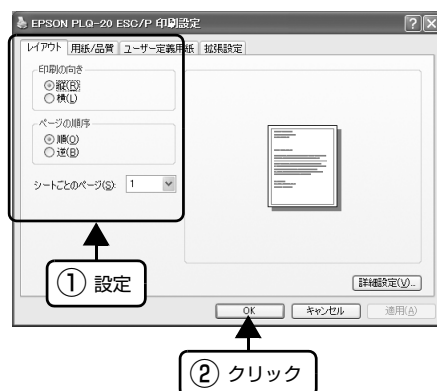 EPSON PLQ-20 ESC/P 印刷設定
レイアウト 用紙/品質 ユーザー定義用紙 拡張設定
印刷の向き
縦(R)
横(L)
ページの順序
順(O)
逆(B)
シートごとのページ(S): 1
① 設定
詳細設定(V)...
OK キャンセル 適用(A)
② クリック